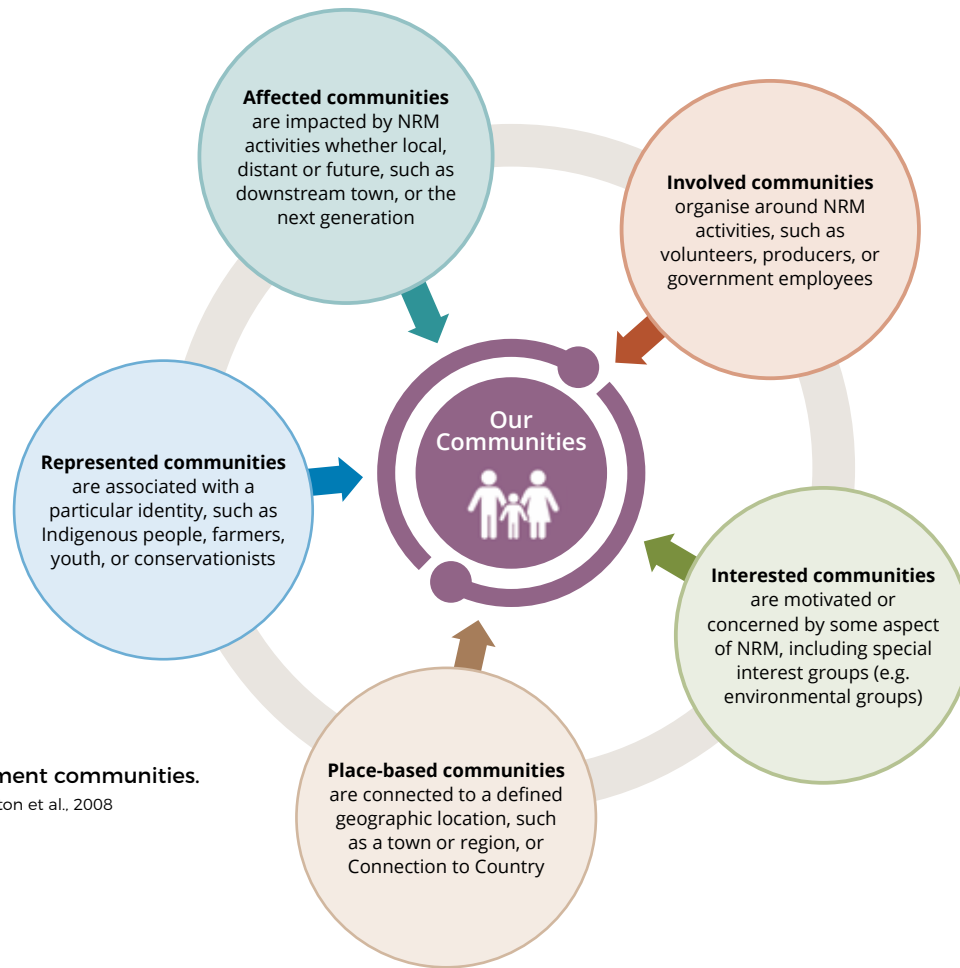 Affected communities
are impacted by NRM
activities whether local,
distant or future, such as
downstream town, or the
next generation
Involved communities
organise around NRM
activities, such as
volunteers, producers, or
government employees
Our
Communities
Represented communities
are associated with a
particular identity, such as
Indigenous people, farmers,
youth, or conservationists
Interested communities
are motivated or
concerned by some aspect
of NRM, including special
interest groups (e.g.
environmental groups)
Place-based communities
are connected to a defined
geographic location, such
as a town or region, or
Connection to Country
ment communities.
ton et al., 2008